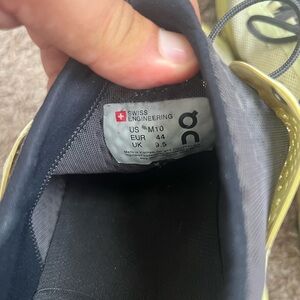 SWISS
ENGINEERING
on
US M10
EUR 44
UK 9.5